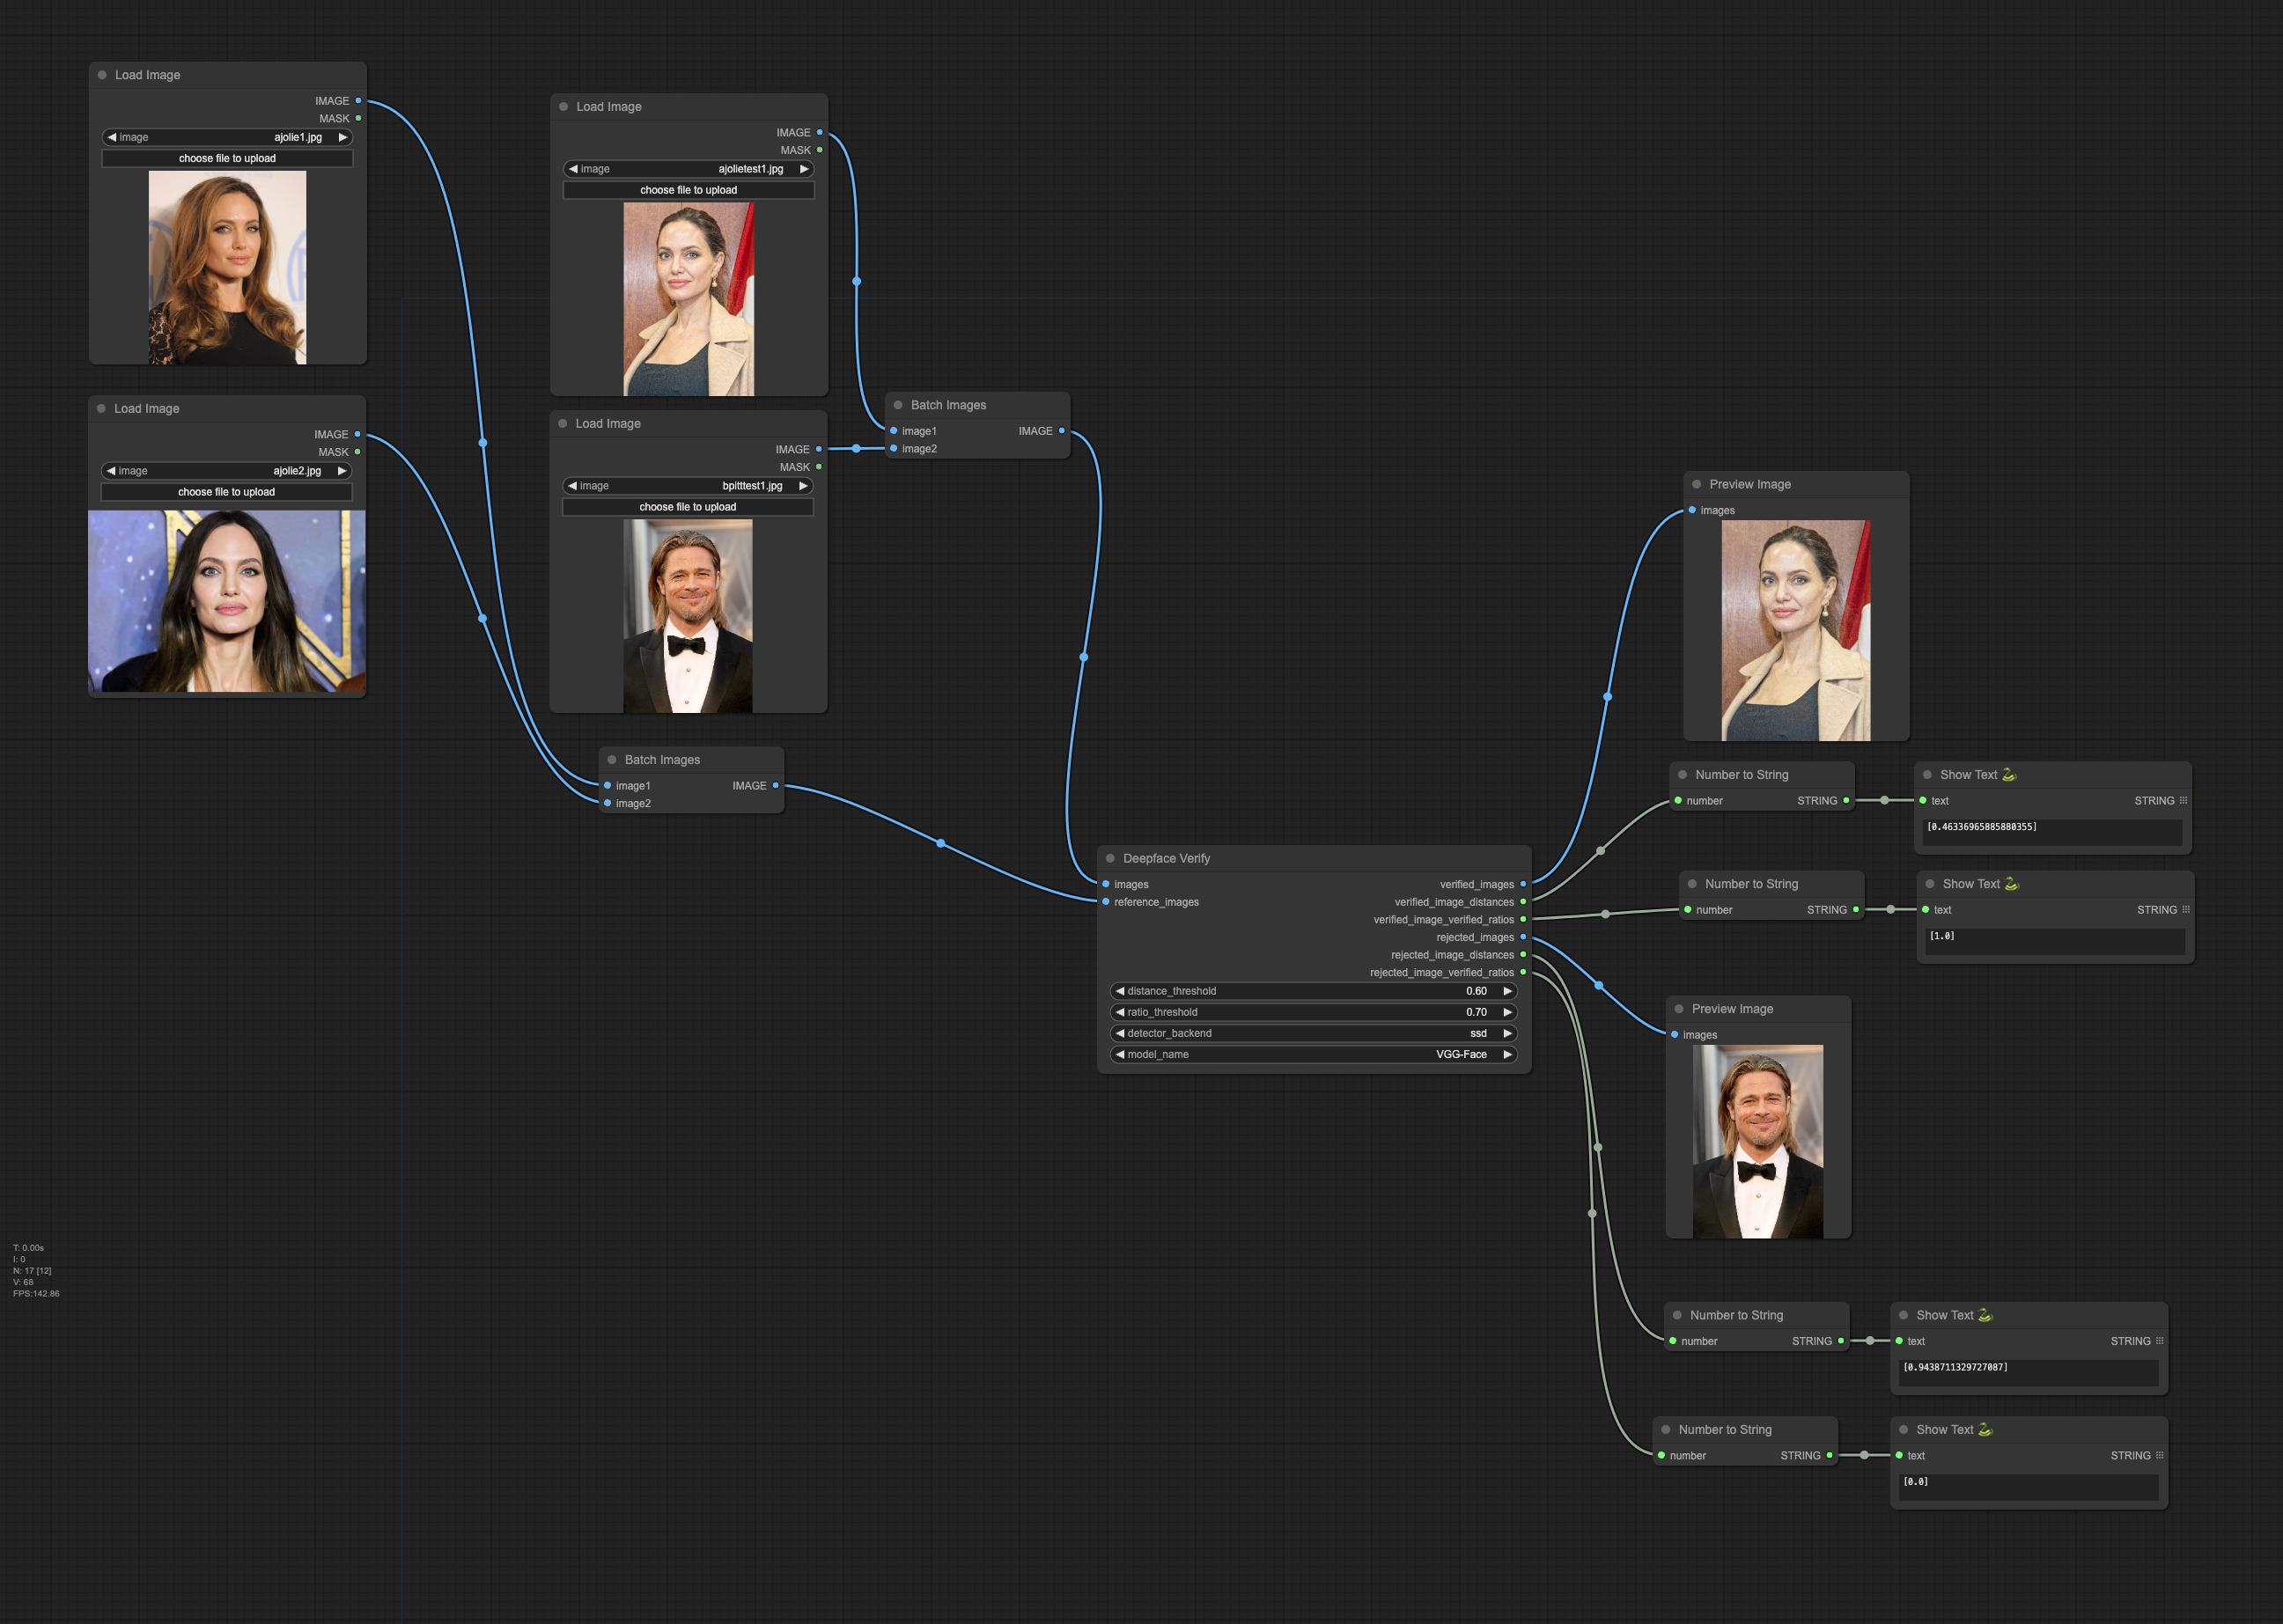 Load Image
IMAGE
MASK
image ajolie1.jpg
choose file to upload
Load Image
IMAGE
MASK
image ajolie2.jpg
choose file to upload
Load Image
IMAGE
MASK
image ajolietest1.jpg
choose file to upload
Load Image
IMAGE
MASK
image bpitttest1.jpg
choose file to upload
Batch Images
image1 IMAGE
image2
Batch Images
image1 IMAGE
image2
Deepface Verify
images verified_images
reference_images verified_image_distances
verified_image_verified_ratios
rejected_images
rejected_image_distances
rejected_image_verified_ratios
distance_threshold 0.60
ratio_threshold 0.70
detector_backend ssd
model_name VGG-Face
Preview Image
images
Number to String
number STRING
Show Text
text STRING
[0.46336965885880355]
Number to String
number STRING
Show Text
text STRING
[1.0]
Preview Image
images
Number to String
number STRING
Show Text
text STRING
[0.9438711329727087]
Number to String
number STRING
Show Text
text STRING
[0.0]
T: 0.00s
I: 0
N: 17 [12]
V: 68
FPS:142.86